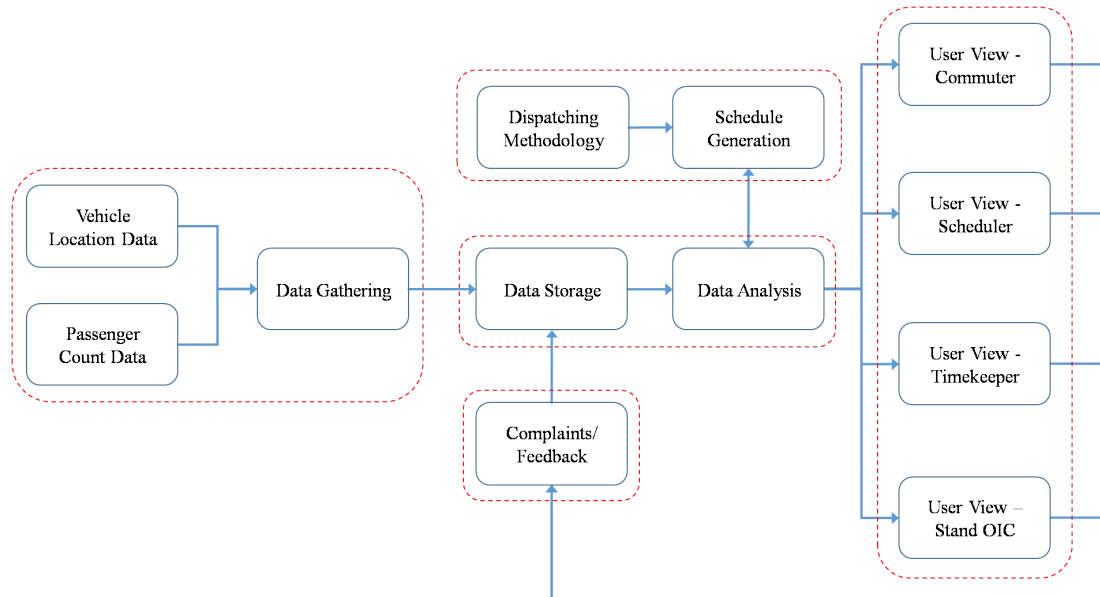 User View -
Commuter
Dispatching
Methodology
Schedule
Generation
Vehicle
Location Data
User View -
Scheduler
Data Gathering
Data Storage
Data Analysis
Passenger
Count Data
User View -
Timekeeper
Complaints/
Feedback
User View –
Stand OIC